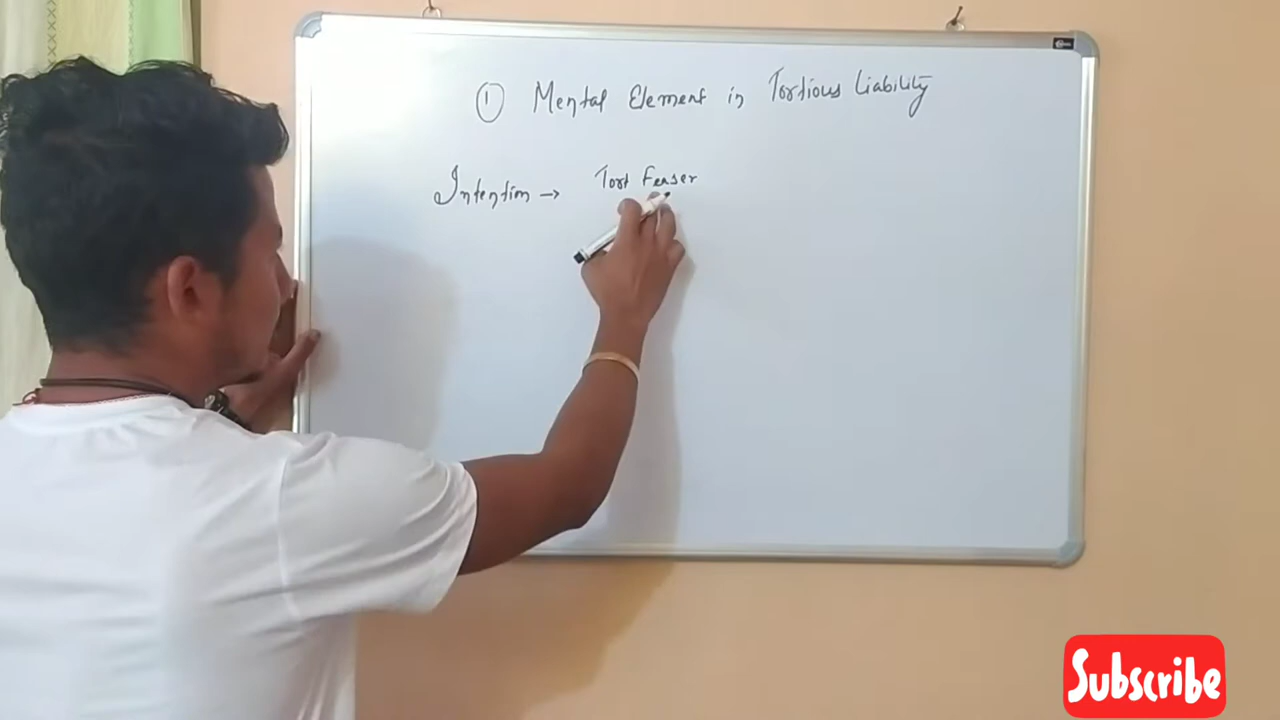 ① Mental Element in Tortious Liability
Intention → Tort Feaser
Subscribe